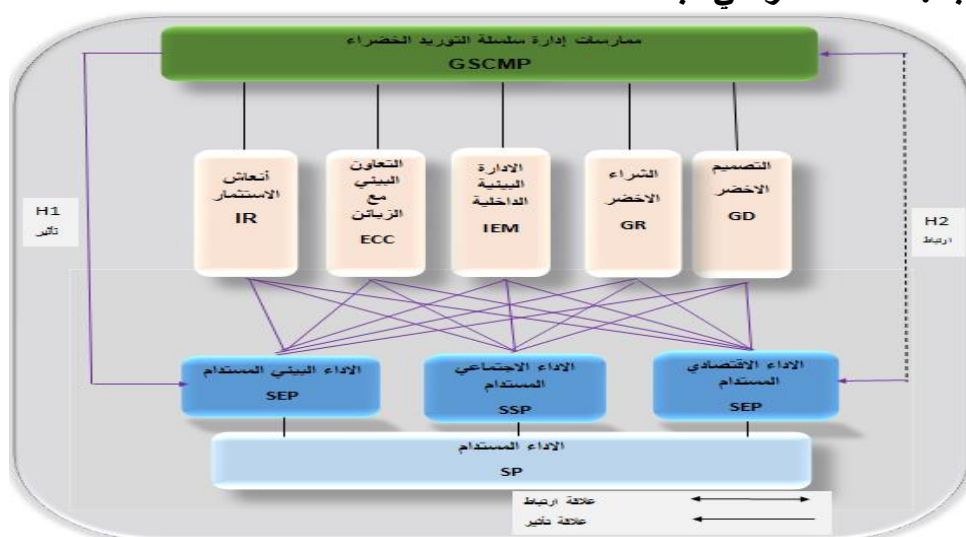 ممارسات إدارة سلسلة التوريد الخضراء
GSCMP
التصميم
الاخضر
GD
الشراء
الاخضر
GR
الادارة
البيئية
الداخلية
IEM
التعاون
البيئي
مع
الزبائن
ECC
أنعاش
الاستثمار
IR
H2
ارتباط
H1
تأثير
الاداء الاقتصادي
المستدام
SEP
الاداء الاجتماعي
المستدام
SSP
الاداء البيئي المستدام
SEP
الاداء المستدام
SP
علاقة ارتباط
علاقة تأثير